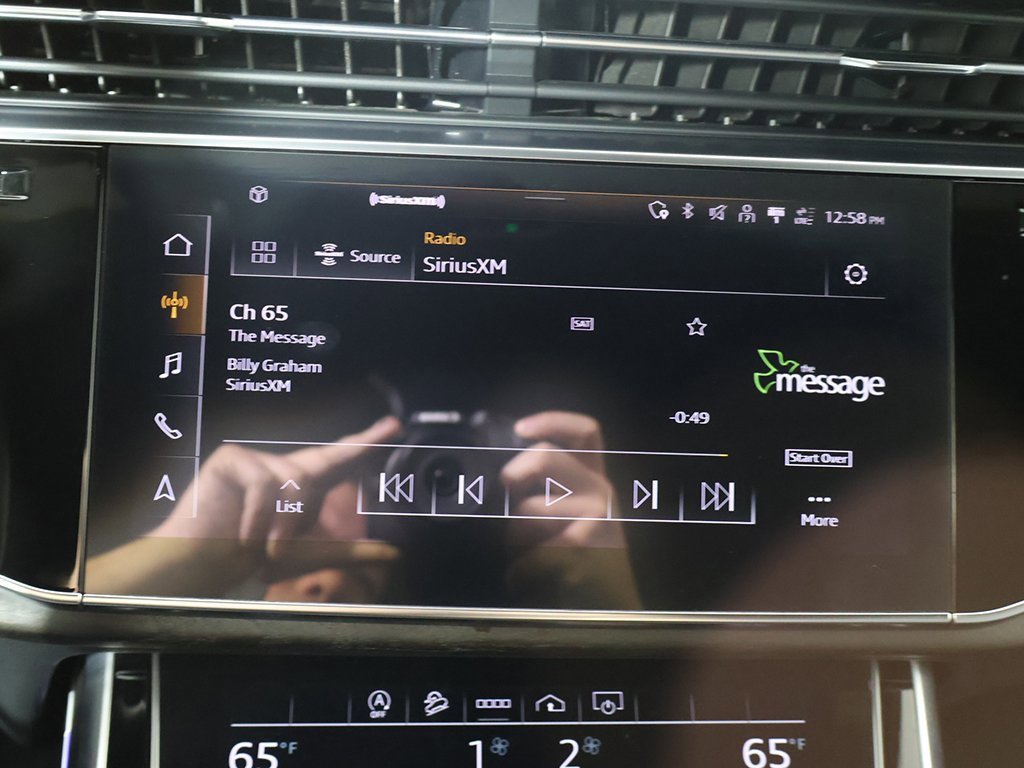 SiriusXM
12:58 PM
Radio
Source
SiriusXM
Ch 65
SAT
The Message
Billy Graham
SiriusXM
the
message
-0:49
Start Over
List
More
A
OFF
65°F
1
2
65°F